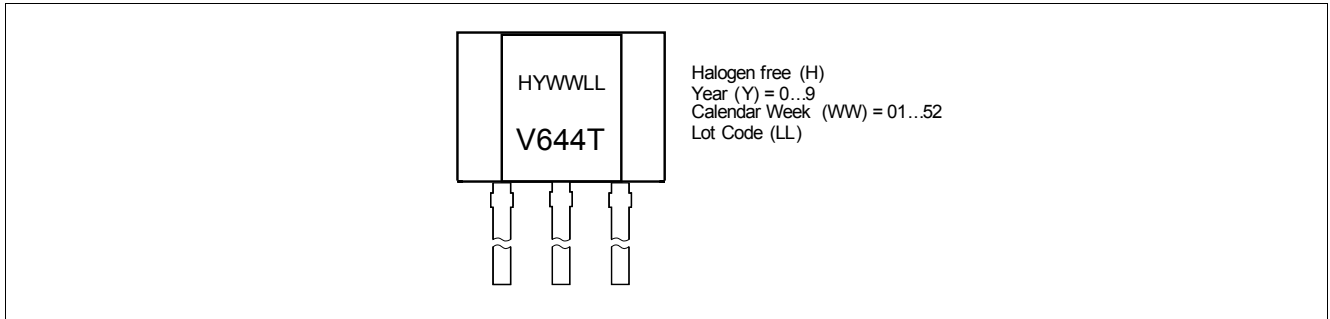 HYWWLL
V644T
Halogen free (H)
Year (Y) = 0...9
Calendar Week (WW) = 01...52
Lot Code (LL)